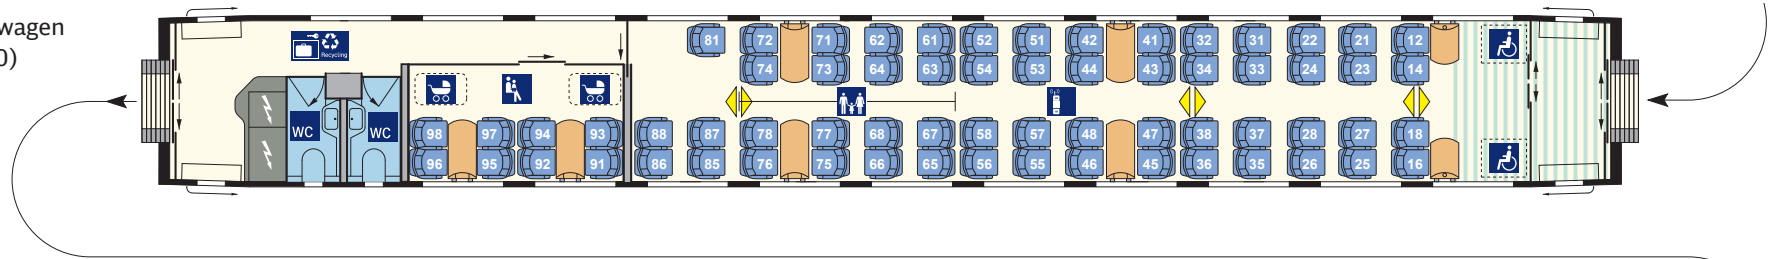 wagen
0)
Recycling
WC
WC
81 72 71 62 61 52 51 42 41 32 31 22 21 12
74 73 64 63 54 53 44 43 34 33 24 23 14
98 97 94 93 88 87 78 77 68 67 58 57 48 47 38 37 28 27 18
96 95 92 91 86 85 76 75 66 65 56 55 46 45 36 35 26 25 16